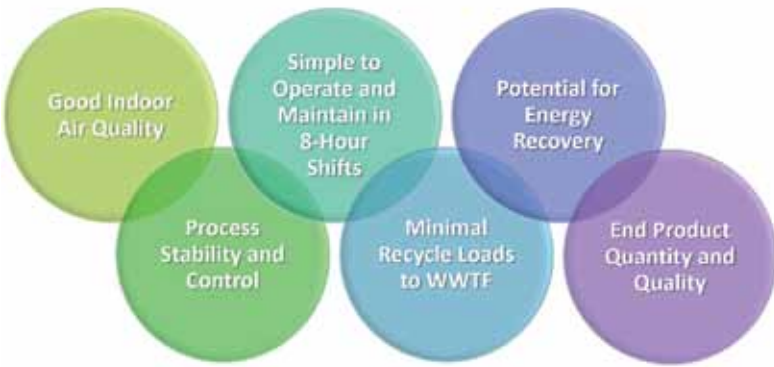 Good Indoor
Air Quality
Simple to
Operate and
Maintain in
8-Hour
Shifts
Potential for
Energy
Recovery
Process
Stability and
Control
Minimal
Recycle Loads
to WWTF
End Product
Quantity and
Quality